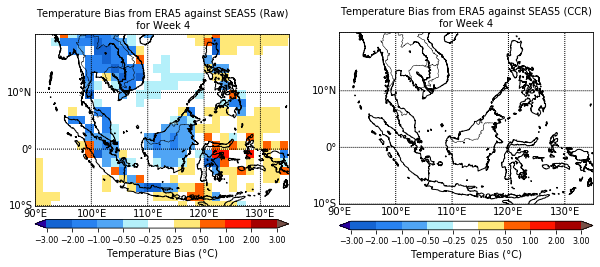 Temperature Bias from ERA5 against SEAS5 (Raw)
for Week 4
10°N
0°
10°S
90°E 100°E 110°E 120°E 130°E
−3.00 −2.00 −1.00 −0.50 −0.25 0.25 0.50 1.00 2.00 3.00
Temperature Bias (°C)
Temperature Bias from ERA5 against SEAS5 (CCR)
for Week 4
10°N
0°
10°S
90°E 100°E 110°E 120°E 130°E
−3.00 −2.00 −1.00 −0.50 −0.25 0.25 0.50 1.00 2.00 3.00
Temperature Bias (°C)